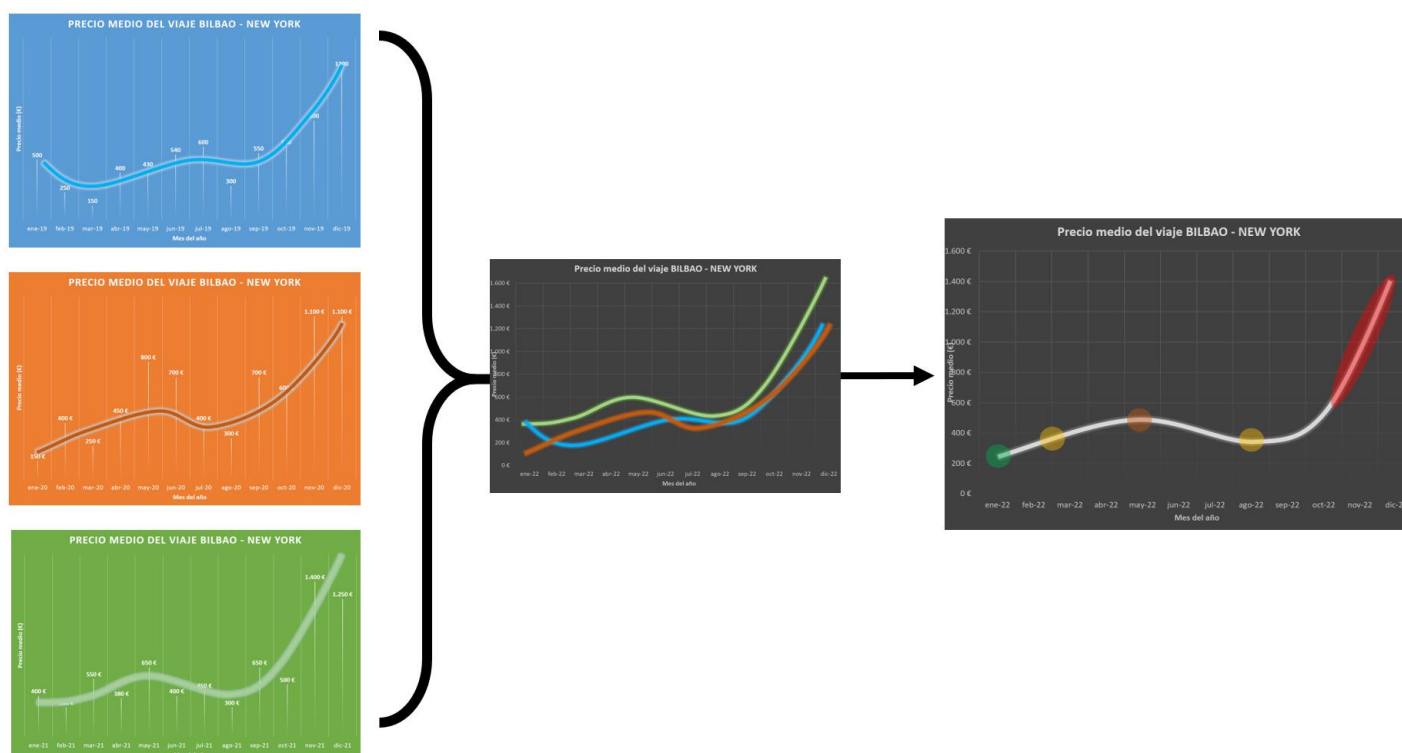 PRECIO MEDIO DEL VIAJE BILBAO - NEW YORK
Precio medio (€)
500
250
150
400
430
540
600
300
550
ene-19 feb-19 mar-19 abr-19 may-19 jun-19 jul-19 ago-19 sep-19 oct-19 nov-19 dic-19
Mes del año
PRECIO MEDIO DEL VIAJE BILBAO - NEW YORK
Precio medio (€)
150 €
400 €
250 €
450 €
800 €
700 €
400 €
300 €
700 €
600
1.100 €
1.100 €
ene-20 feb-20 mar-20 abr-20 may-20 jun-20 jul-20 ago-20 sep-20 oct-20 nov-20 dic-20
Mes del año
PRECIO MEDIO DEL VIAJE BILBAO - NEW YORK
Precio medio (€)
400 €
550 €
380 €
650 €
400 €
300 €
650 €
500 €
1.400 €
1.250 €
ene-21 feb-21 mar-21 abr-21 may-21 jun-21 jul-21 ago-21 sep-21 oct-21 nov-21 dic-21
Precio medio del viaje BILBAO - NEW YORK
Precio medio (€)
1.600 €
1.400 €
1.200 €
1.000 €
800 €
600 €
400 €
200 €
0 €
ene-22 feb-22 mar-22 abr-22 may-22 jun-22 jul-22 ago-22 sep-22 oct-22 nov-22 dic-22
Mes del año
Precio medio del viaje BILBAO - NEW YORK
Precio medio (€)
1.600 €
1.400 €
1.200 €
1.000 €
800 €
600 €
400 €
200 €
0 €
ene-22 feb-22 mar-22 abr-22 may-22 jun-22 jul-22 ago-22 sep-22 oct-22 nov-22 dic-2
Mes del año